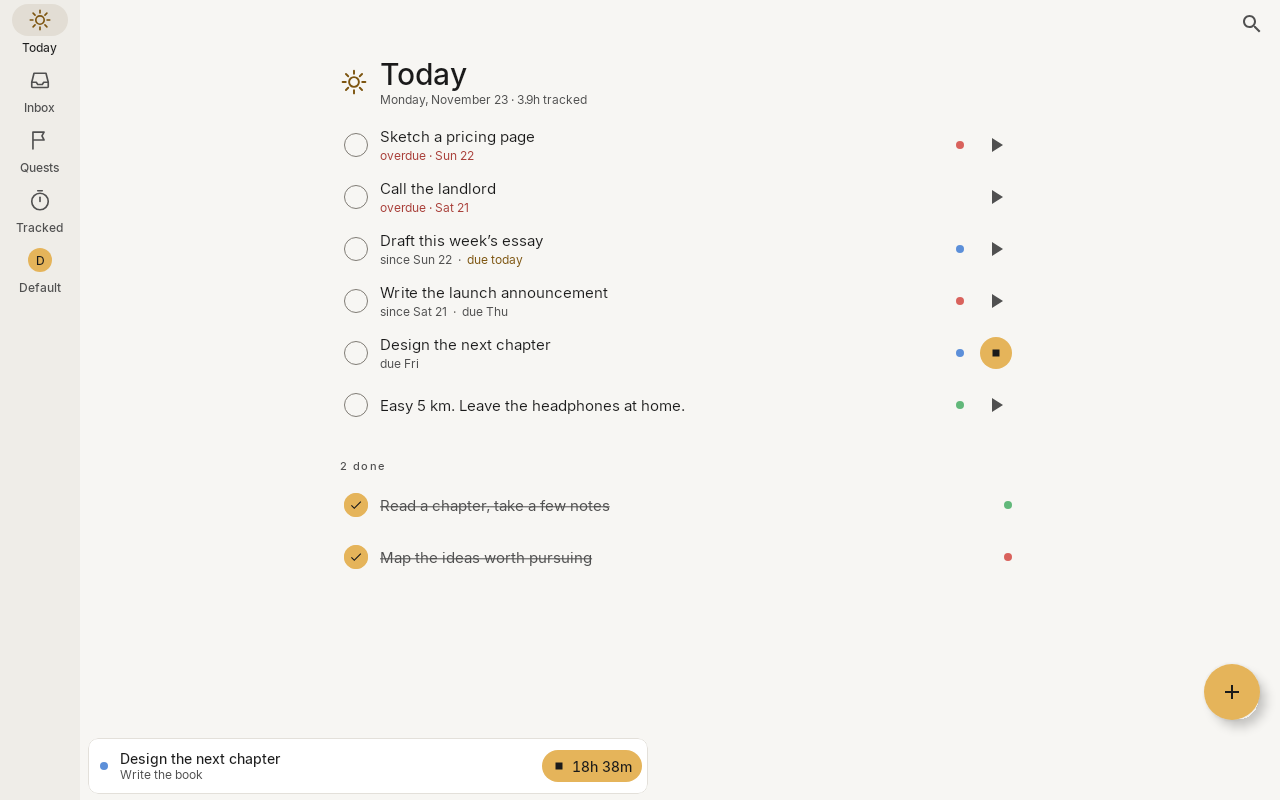 Today
Inbox
Quests
Tracked
D
Default
Today
Monday, November 23 · 3.9h tracked
Sketch a pricing page
overdue · Sun 22
Call the landlord
overdue · Sat 21
Draft this week’s essay
since Sun 22 · due today
Write the launch announcement
since Sat 21 · due Thu
Design the next chapter
due Fri
Easy 5 km. Leave the headphones at home.
2 done
Read a chapter, take a few notes
Map the ideas worth pursuing
Design the next chapter
Write the book
18h 38m